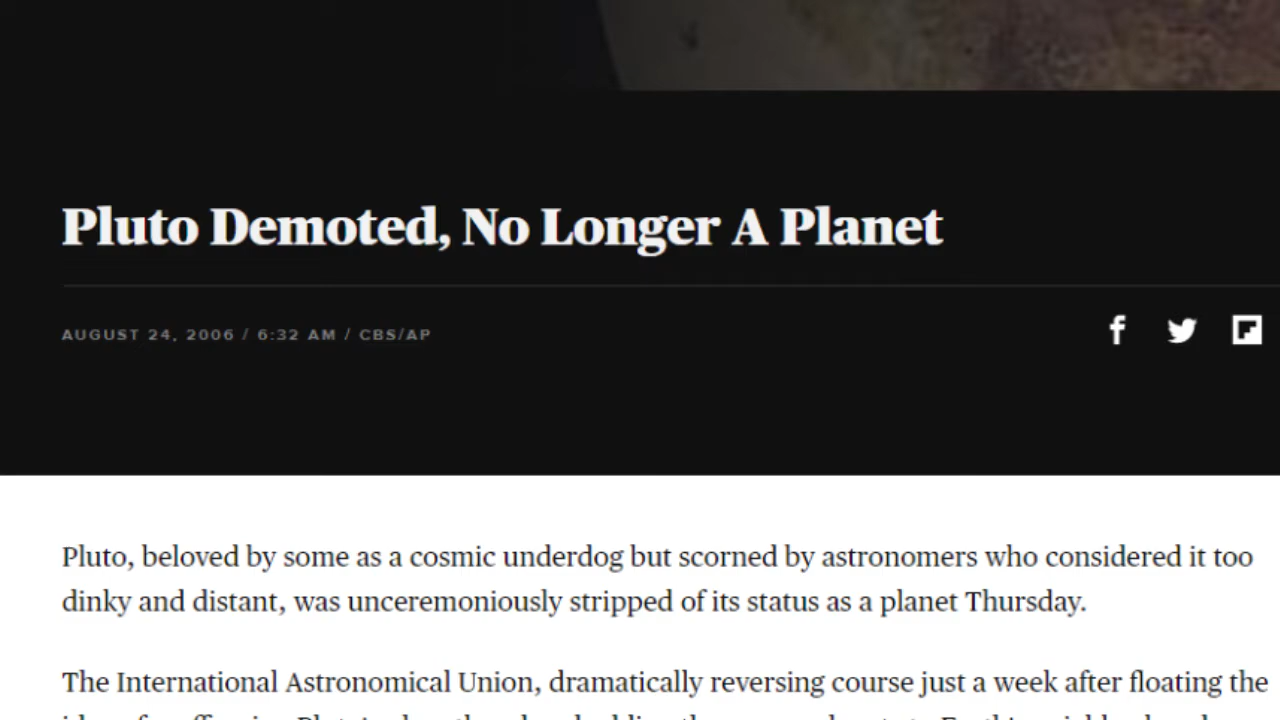 Pluto Demoted, No Longer A Planet
AUGUST 24, 2006 / 6:32 AM / CBS/AP
Pluto, beloved by some as a cosmic underdog but scorned by astronomers who considered it too
dinky and distant, was unceremoniously stripped of its status as a planet Thursday.
The International Astronomical Union, dramatically reversing course just a week after floating the